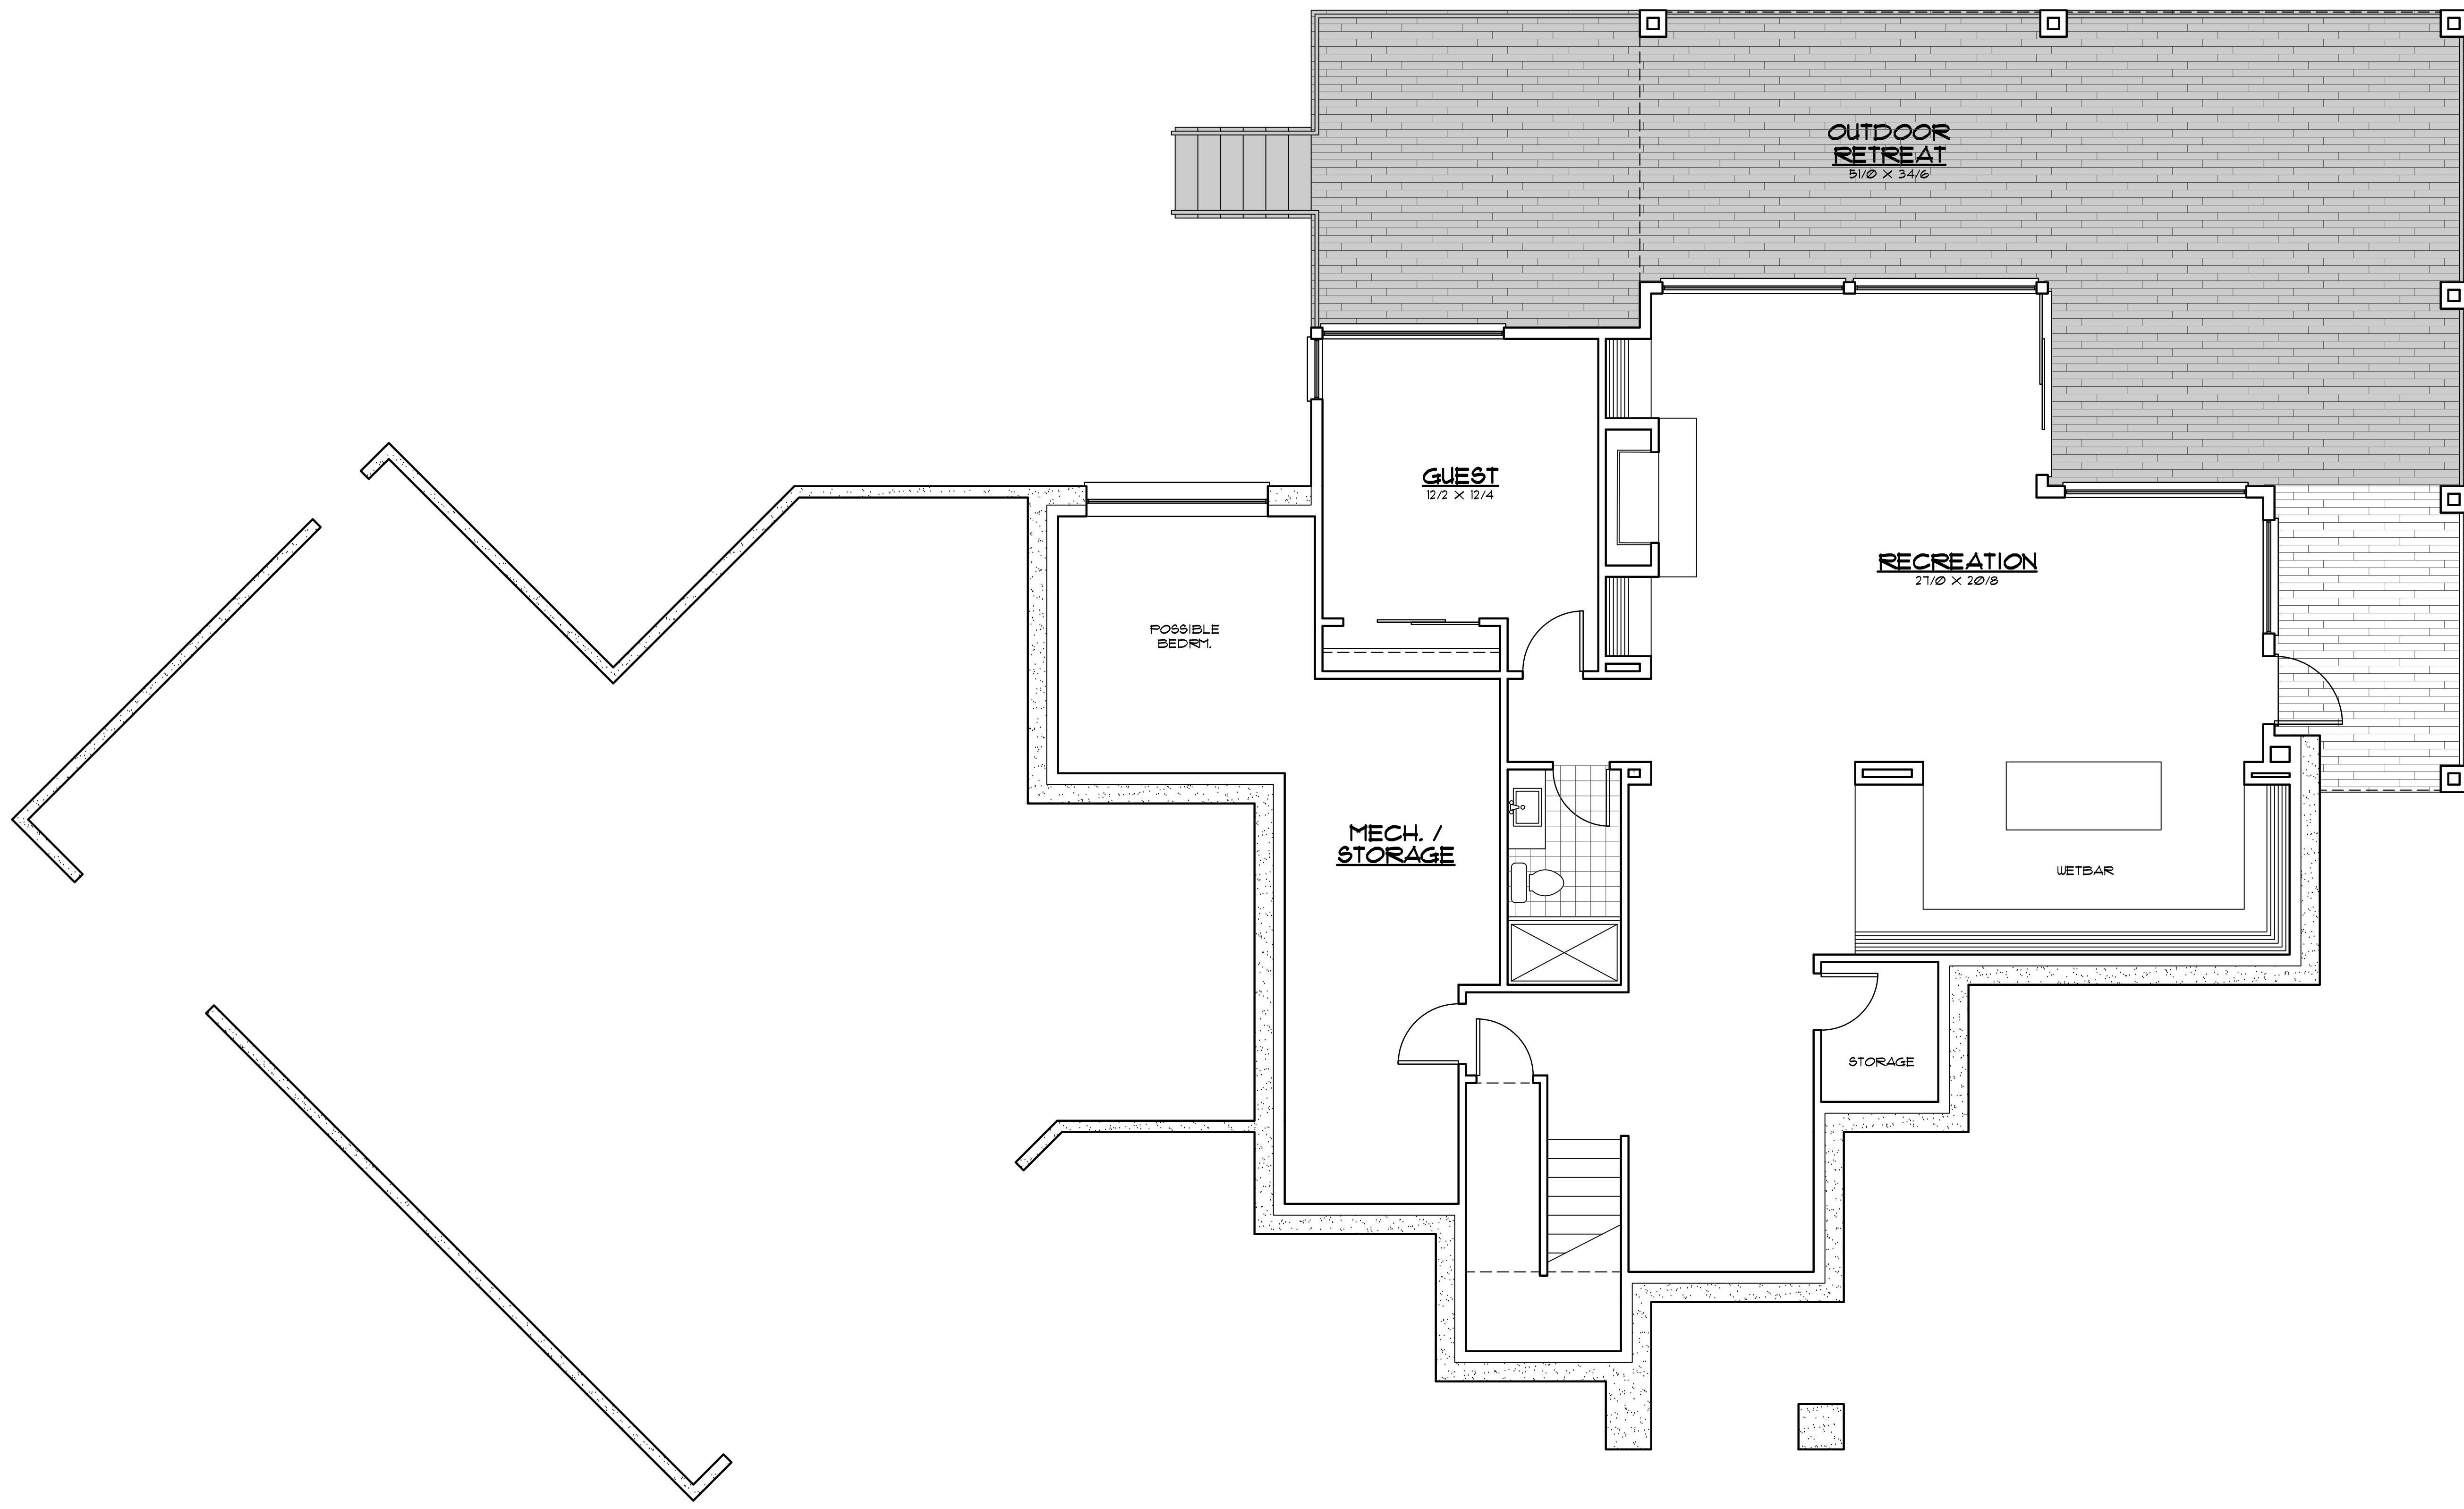 OUTDOOR
RETREAT
51/0 X 34/6
GUEST
12/2 X 12/4
RECREATION
27/0 X 20/8
POSSIBLE
BEDRM.
MECH. /
STORAGE
WETBAR
STORAGE